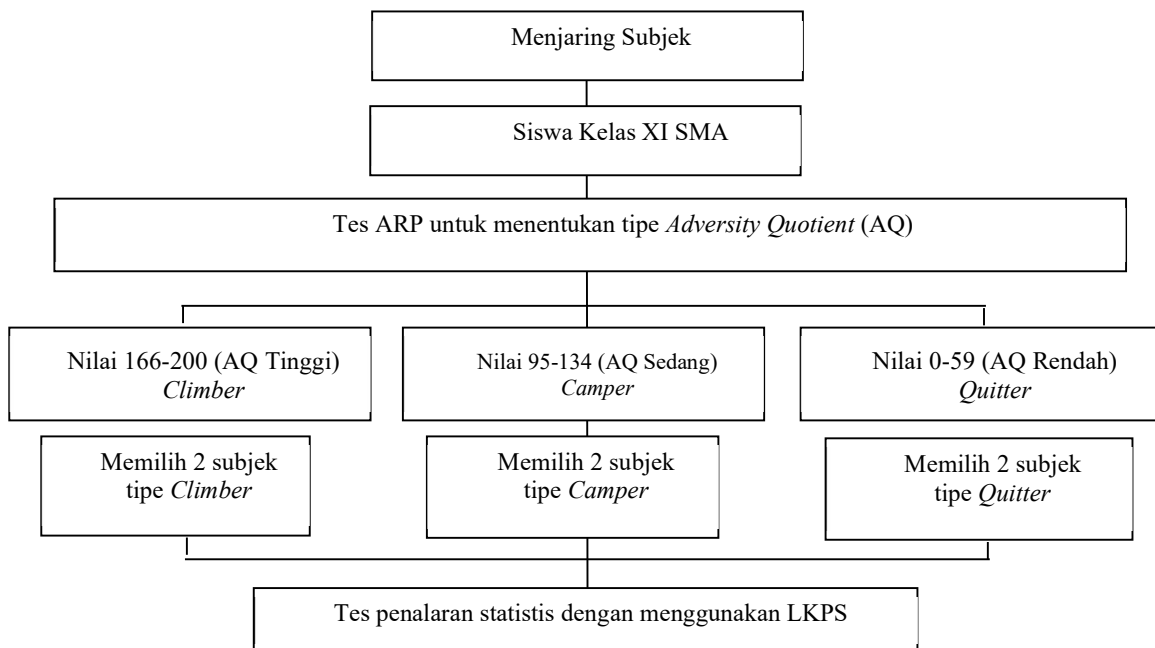 Menjaring Subjek
Siswa Kelas XI SMA
Tes ARP untuk menentukan tipe Adversity Quotient (AQ)
Nilai 166-200 (AQ Tinggi)
Climber
Nilai 95-134 (AQ Sedang)
Camper
Nilai 0-59 (AQ Rendah)
Quitter
Memilih 2 subjek
tipe Climber
Memilih 2 subjek
tipe Camper
Memilih 2 subjek
tipe Quitter
Tes penalaran statistis dengan menggunakan LKPS